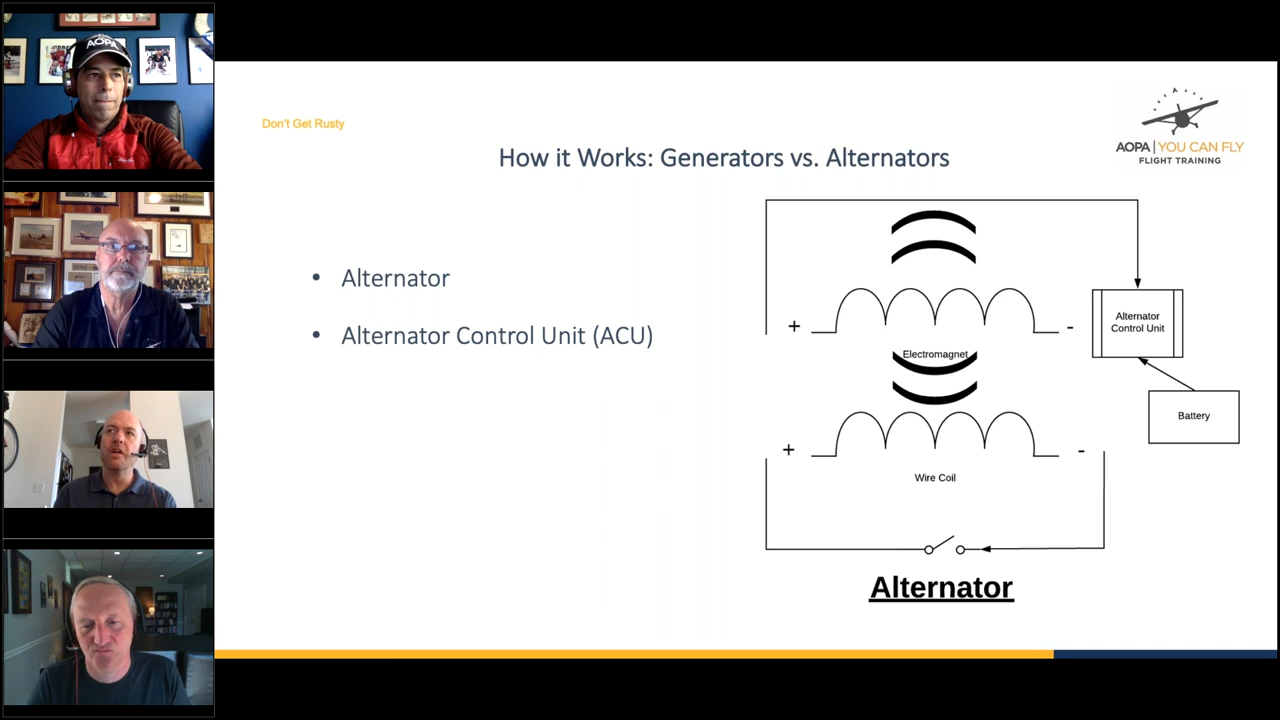 AOPA
Don't Get Rusty
How it Works: Generators vs. Alternators
AOPA | YOU CAN FLY
FLIGHT TRAINING
• Alternator
• Alternator Control Unit (ACU)
+
-
Alternator
Control Unit
Electromagnet
Battery
+
-
Wire Coil
Alternator